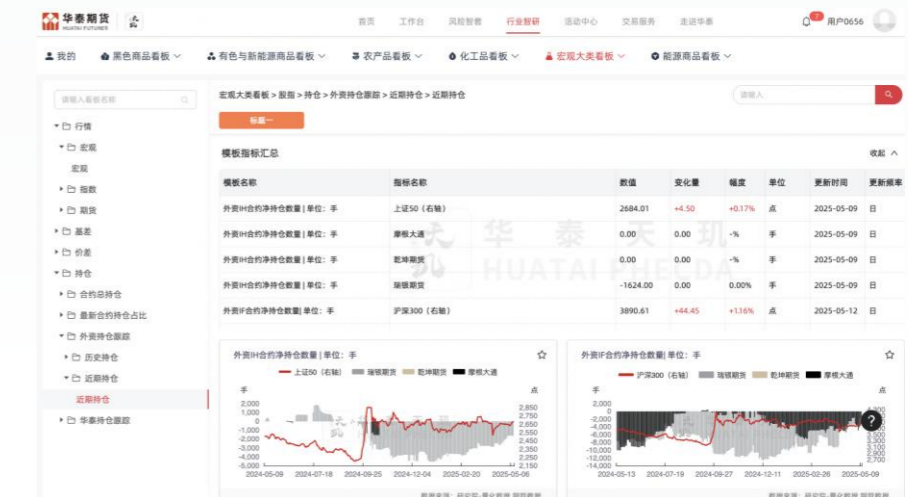 华泰期货
HUATAI FUTURES
首页 工作台 风险智着 行业智研 活动中心 交易服务 走进华泰
7
用户0656
我的 黑色商品看板 有色与新能源商品看板 农产品看板 化工品看板 宏观大类看板 能源商品看板
请输入看板名称
宏观大类看板 > 股指 > 持仓 > 外资持仓跟踪 > 近期持仓 > 近期持仓
请输入
标题一
行情
宏观
宏观
指数
期货
基差
价差
持仓
合约总持仓
最新合约持仓占比
外资持仓跟踪
历史持仓
近期持仓
近期持仓
华泰持仓跟踪
模板指标汇总
收起
模板名称 指标名称 数值 变化量 幅度 单位 更新时间 更新频率
外资IH合约净持仓数量 | 单位: 手 上证50（右轴） 2684.01 +4.50 +0.17% 点 2025-05-09 日
外资IH合约净持仓数量 | 单位: 手 摩根大通 0.00 0.00 -% 手 2025-05-09 日
外资IH合约净持仓数量 | 单位: 手 乾坤期货 0.00 0.00 -% 手 2025-05-09 日
外资IH合约净持仓数量 | 单位: 手 瑞银期货 -1624.00 0.00 0.00% 手 2025-05-09 日
外资IF合约净持仓数量| 单位: 手 沪深300（右轴） 3890.61 +44.45 +1.16% 点 2025-05-12 日
华泰天玑
HUATAI PHECDA
外资IH合约净持仓数量 | 单位: 手
上证50（右轴） 瑞银期货 乾坤期货 摩根大通
手 点
2,000
1,000
0
-1,000
-2,000
-3,000
-4,000
-5,000
2,850
2,750
2,650
2,550
2,450
2,350
2,250
2,150
2024-05-09 2024-07-18 2024-09-25 2024-12-04 2025-02-20 2025-05-06
外资IF合约净持仓数量| 单位: 手
沪深300（右轴） 瑞银期货 乾坤期货 摩根大通
手 点
2,000
0
-2,000
-4,000
-6,000
-8,000
-10,000
-12,000
-14,000
?
3,500
3,300
3,100
2,900
2,700
2024-05-13 2024-07-19 2024-09-27 2024-12-11 2025-02-26 2025-05-09